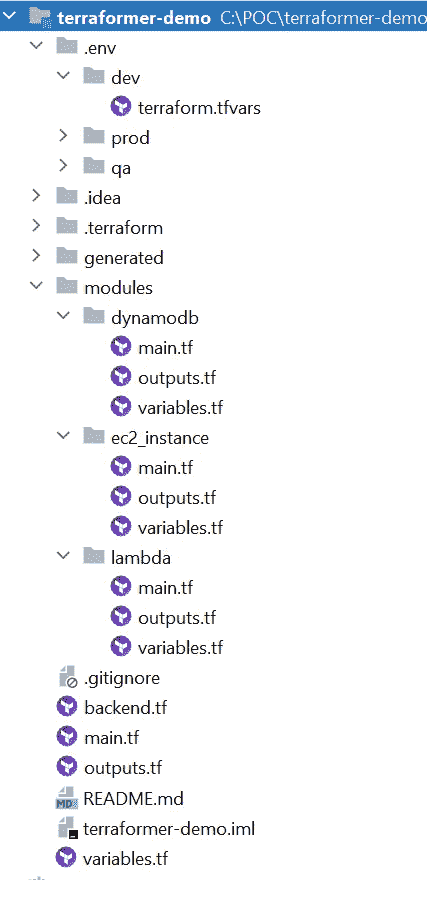 terraformer-demo C:\POC\terraformer-demo
.env
dev
terraform.tfvars
prod
qa
.idea
.terraform
generated
modules
dynamodb
main.tf
outputs.tf
variables.tf
ec2_instance
main.tf
outputs.tf
variables.tf
lambda
main.tf
outputs.tf
variables.tf
.gitignore
backend.tf
main.tf
outputs.tf
MD README.md
terraformer-demo.iml
variables.tf